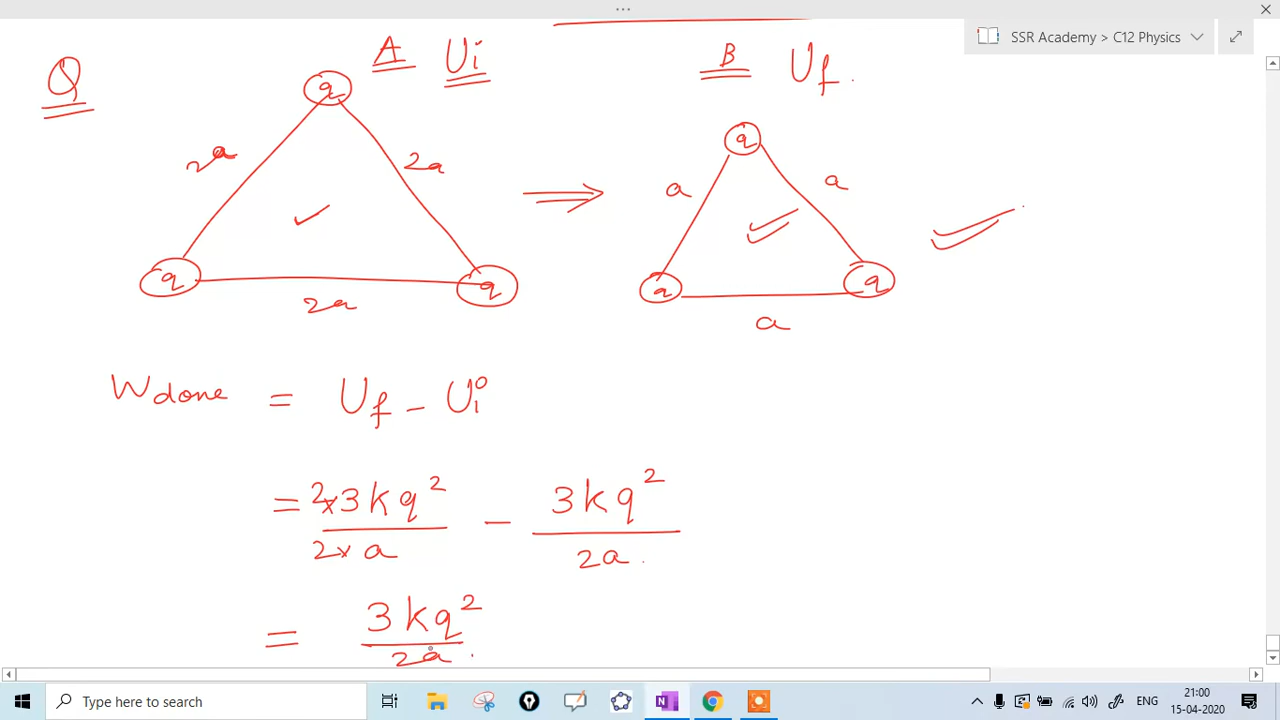 SSR Academy > C12 Physics
Q
A Ui
B Uf
q
2a 2a
q q
2a
⇒
q
a a
q q
a
Wdone = Uf - Ui
= 2×3kq² / 2×a - 3kq² / 2a
= 3kq² / 2a
Type here to search
ENG
21:00
15-04-2020